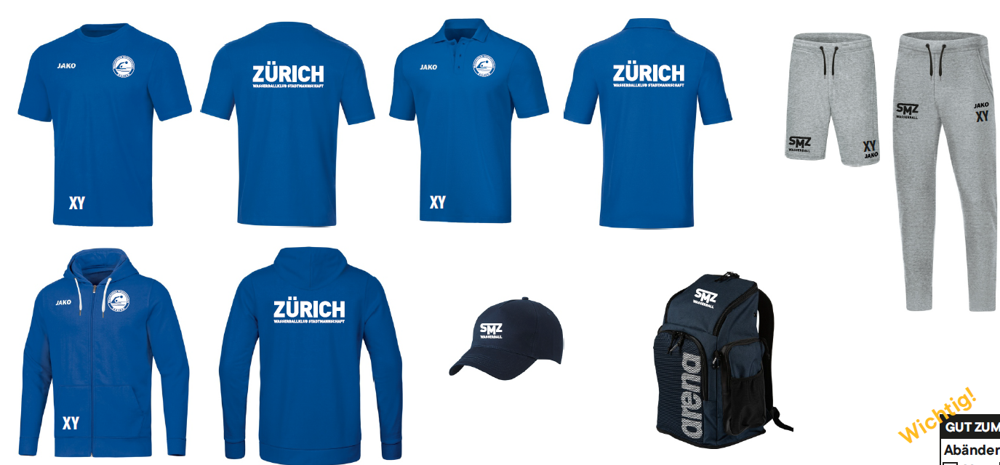 JAKO
ZÜRICH
WASSERBALLKLUB STADTMANNSCHAFT
XY
JAKO
ZÜRICH
WASSERBALLKLUB STADTMANNSCHAFT
XY
SMZ
WASSERBALL
XY
JAKO
SMZ
WASSERBALL
JAKO
XY
JAKO
ZÜRICH
WASSERBALLKLUB STADTMANNSCHAFT
XY
SMZ
WASSERBALL
SMZ
WASSERBALL
arena
Wichtig!
GUT ZUM
Abänder